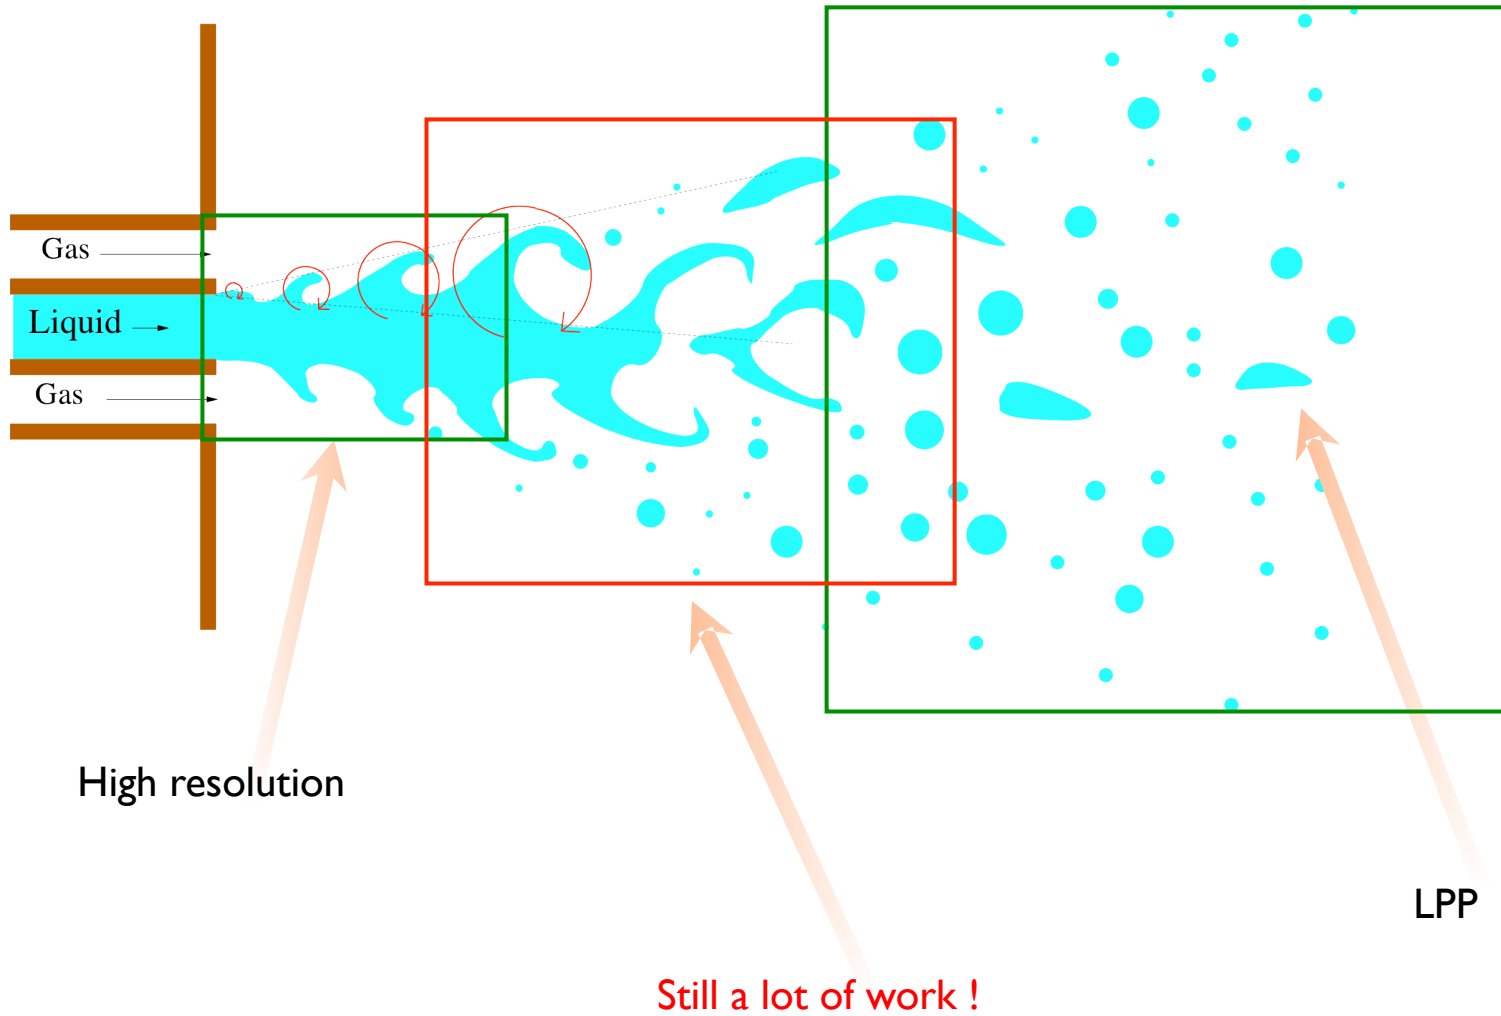 Gas
Liquid
Gas
High resolution
LPP
Still a lot of work !